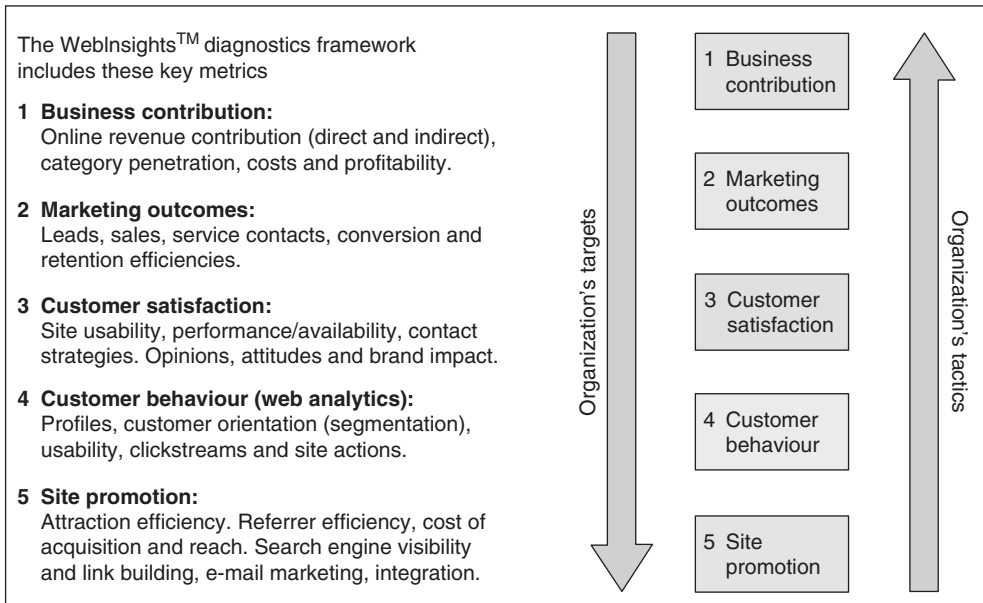 The WebInsights™ diagnostics framework
includes these key metrics
1 Business contribution:
Online revenue contribution (direct and indirect),
category penetration, costs and profitability.
2 Marketing outcomes:
Leads, sales, service contacts, conversion and
retention efficiencies.
3 Customer satisfaction:
Site usability, performance/availability, contact
strategies. Opinions, attitudes and brand impact.
4 Customer behaviour (web analytics):
Profiles, customer orientation (segmentation),
usability, clickstreams and site actions.
5 Site promotion:
Attraction efficiency. Referrer efficiency, cost of
acquisition and reach. Search engine visibility
and link building, e-mail marketing, integration.
Organization's targets
1 Business
contribution
2 Marketing
outcomes
3 Customer
satisfaction
4 Customer
behaviour
5 Site
promotion
Organization's tactics